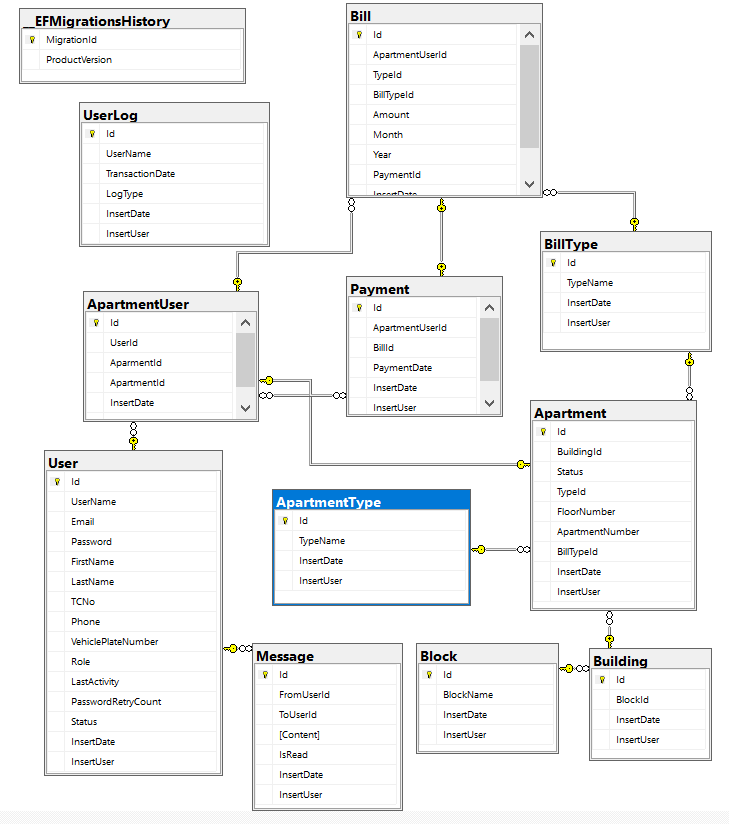 __EFMigrationsHistory
MigrationId
ProductVersion
Bill
Id
ApartmentUserId
TypeId
BillTypeId
Amount
Month
Year
PaymentId
InsertDate
UserLog
Id
UserName
TransactionDate
LogType
InsertDate
InsertUser
BillType
Id
TypeName
InsertDate
InsertUser
ApartmentUser
Id
UserId
AparmentId
ApartmentId
InsertDate
Payment
Id
ApartmentUserId
BillId
PaymentDate
InsertDate
InsertUser
Apartment
Id
BuildingId
Status
TypeId
FloorNumber
ApartmentNumber
BillTypeId
InsertDate
InsertUser
User
Id
UserName
Email
Password
FirstName
LastName
TCNo
Phone
VehiclePlateNumber
Role
LastActivity
PasswordRetryCount
Status
InsertDate
InsertUser
ApartmentType
Id
TypeName
InsertDate
InsertUser
Message
Id
FromUserId
ToUserId
[Content]
IsRead
InsertDate
InsertUser
Block
Id
BlockName
InsertDate
InsertUser
Building
Id
BlockId
InsertDate
InsertUser